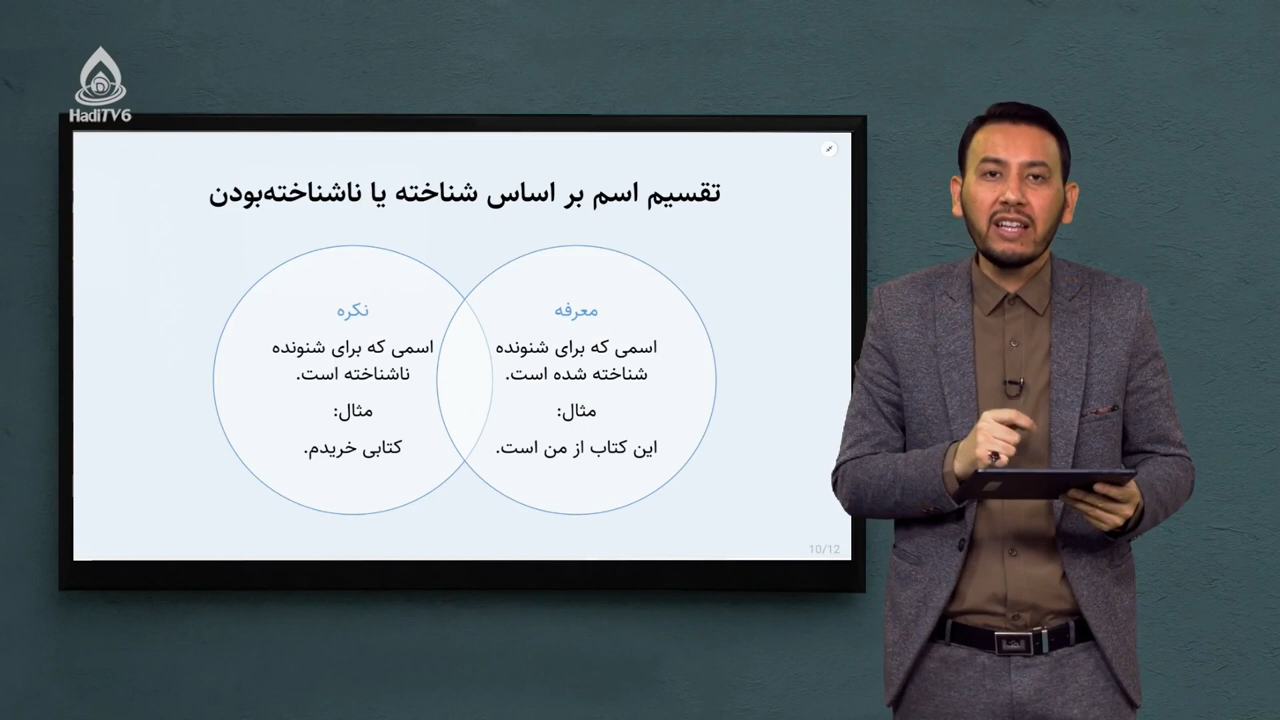 HadiTV6
تقسیم اسم بر اساس شناخته یا ناشناخته‌بودن
معرفه
اسمی که برای شنونده
شناخته شده است.
مثال:
این کتاب از من است.
نکره
اسمی که برای شنونده
ناشناخته است.
مثال:
کتابی خریدم.
10/12